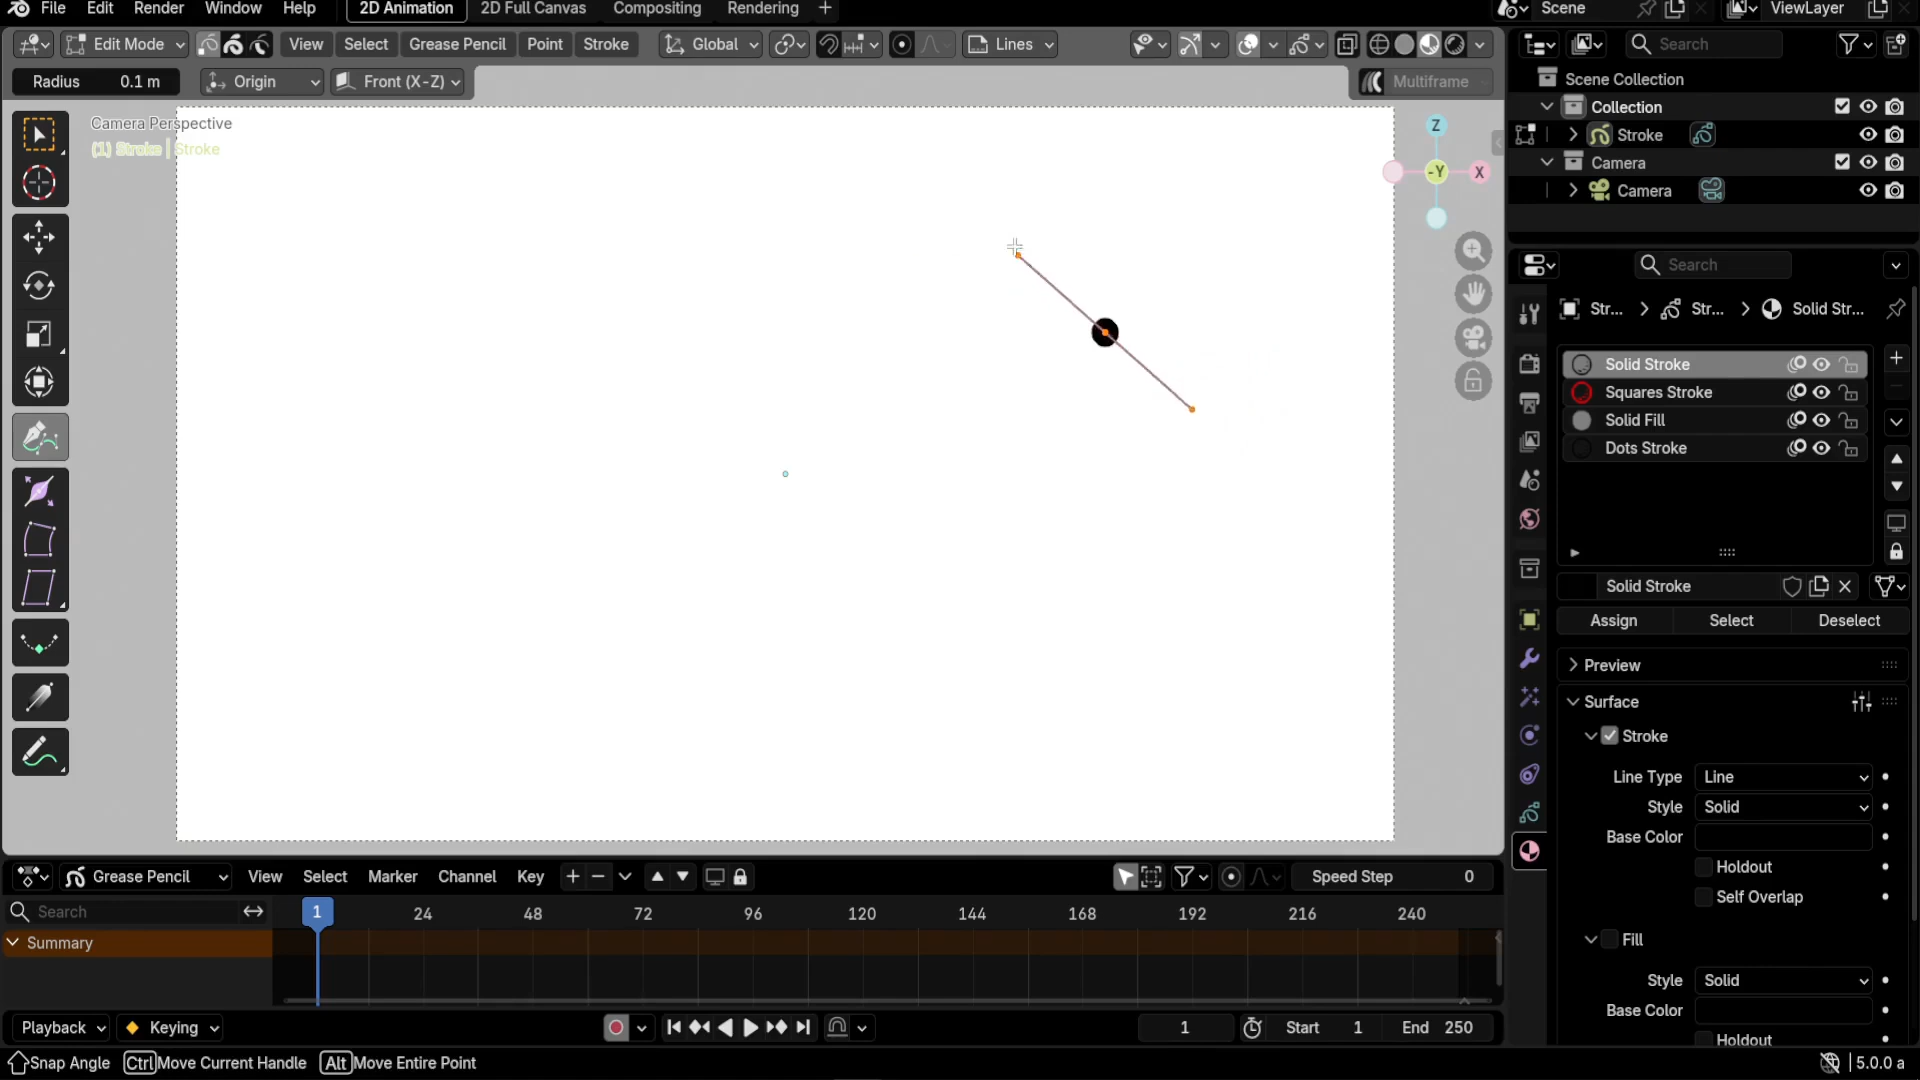 File Edit Render Window Help 2D Animation 2D Full Canvas Compositing Rendering + Scene ViewLayer
Edit Mode View Select Grease Pencil Point Stroke Global Lines Search
Radius 0.1 m Origin Front (X-Z) Multiframe
Scene Collection
Collection
Stroke
Camera
Camera
Camera Perspective
(1) Stroke | Stroke
Z
-Y
X
Search
Str... Str... Solid Str...
Solid Stroke
Squares Stroke
Solid Fill
Dots Stroke
Solid Stroke
Assign Select Deselect
Preview
Surface
Stroke
Line Type Line
Style Solid
Base Color
Holdout
Self Overlap
Fill
Style Solid
Base Color
Holdout
Grease Pencil View Select Marker Channel Key Speed Step 0
Search 1 24 48 72 96 120 144 168 192 216 240
Summary
Playback Keying 1 Start 1 End 250
Snap Angle Ctrl Move Current Handle Alt Move Entire Point 5.0.0 a